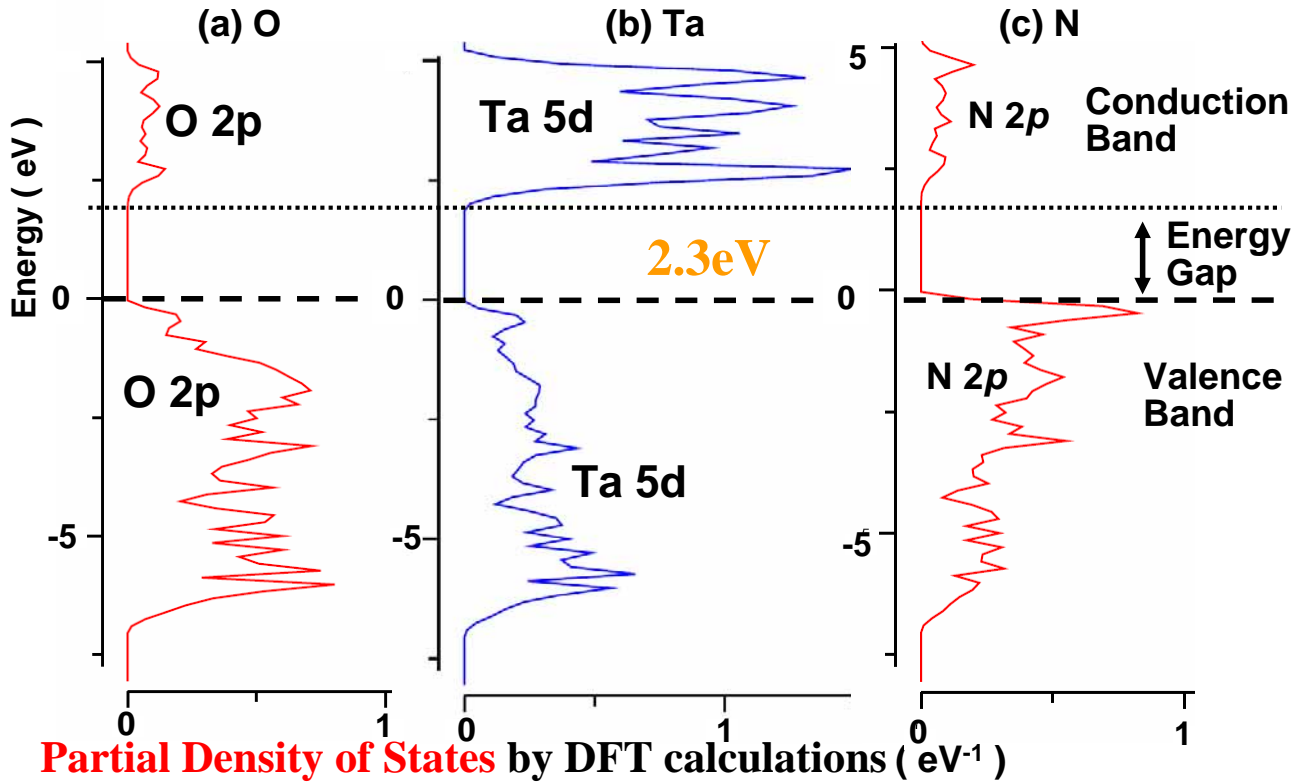 (a) O
(b) Ta
(c) N
Energy ( eV )
0
-5
O 2p
O 2p
0
1
0
-5
Ta 5d
2.3eV
Ta 5d
0
1
5
0
-5
N 2p
Conduction
Band
Energy
Gap
N 2p
Valence
Band
0
1
Partial Density of States by DFT calculations ( eV-1 )